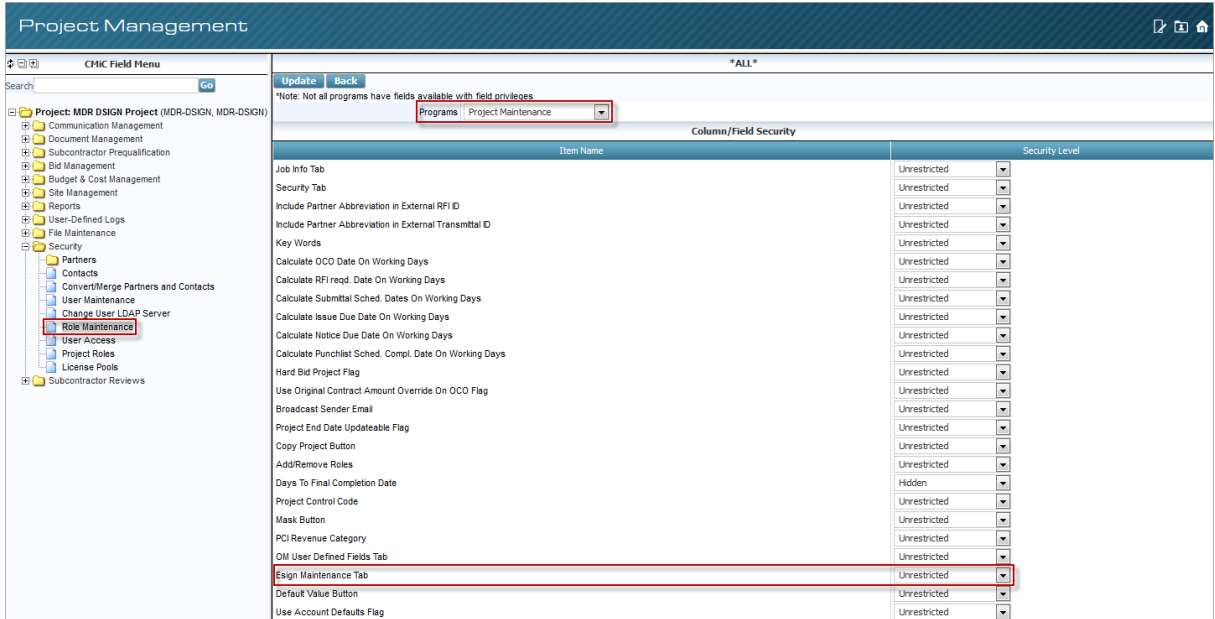 Project Management
CMiC Field Menu
Search
Go
Project: MDR DSIGN Project (MDR-DSIGN, MDR-DSIGN)
Communication Management
Document Management
Subcontractor Prequalification
Bid Management
Budget & Cost Management
Site Management
Reports
User-Defined Logs
File Maintenance
Security
Partners
Contacts
Convert/Merge Partners and Contacts
User Maintenance
Change User LDAP Server
Role Maintenance
User Access
Project Roles
License Pools
Subcontractor Reviews
*ALL*
Update Back
*Note: Not all programs have fields available with field privileges
Programs Project Maintenance
Column/Field Security
Item Name Security Level
Job Info Tab Unrestricted
Security Tab Unrestricted
Include Partner Abbreviation in External RFI ID Unrestricted
Include Partner Abbreviation in External Transmittal ID Unrestricted
Key Words Unrestricted
Calculate OCO Date On Working Days Unrestricted
Calculate RFI reqd. Date On Working Days Unrestricted
Calculate Submittal Sched. Dates On Working Days Unrestricted
Calculate Issue Due Date On Working Days Unrestricted
Calculate Notice Due Date On Working Days Unrestricted
Calculate Punchlist Sched. Compl. Date On Working Days Unrestricted
Hard Bid Project Flag Unrestricted
Use Original Contract Amount Override On OCO Flag Unrestricted
Broadcast Sender Email Unrestricted
Project End Date Updateable Flag Unrestricted
Copy Project Button Unrestricted
Add/Remove Roles Unrestricted
Days To Final Completion Date Hidden
Project Control Code Unrestricted
Mask Button Unrestricted
PCI Revenue Category Unrestricted
OM User Defined Fields Tab Unrestricted
Esign Maintenance Tab Unrestricted
Default Value Button Unrestricted
Use Account Defaults Flag Unrestricted